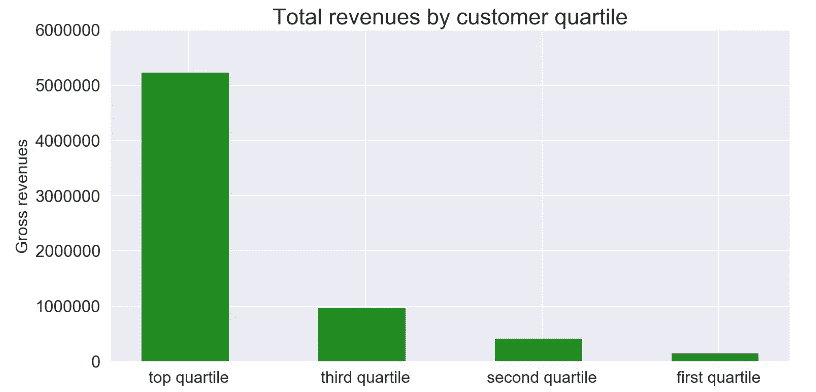 Total revenues by customer quartile
Gross revenues
6000000
5000000
4000000
3000000
2000000
1000000
0
top quartile
third quartile
second quartile
first quartile